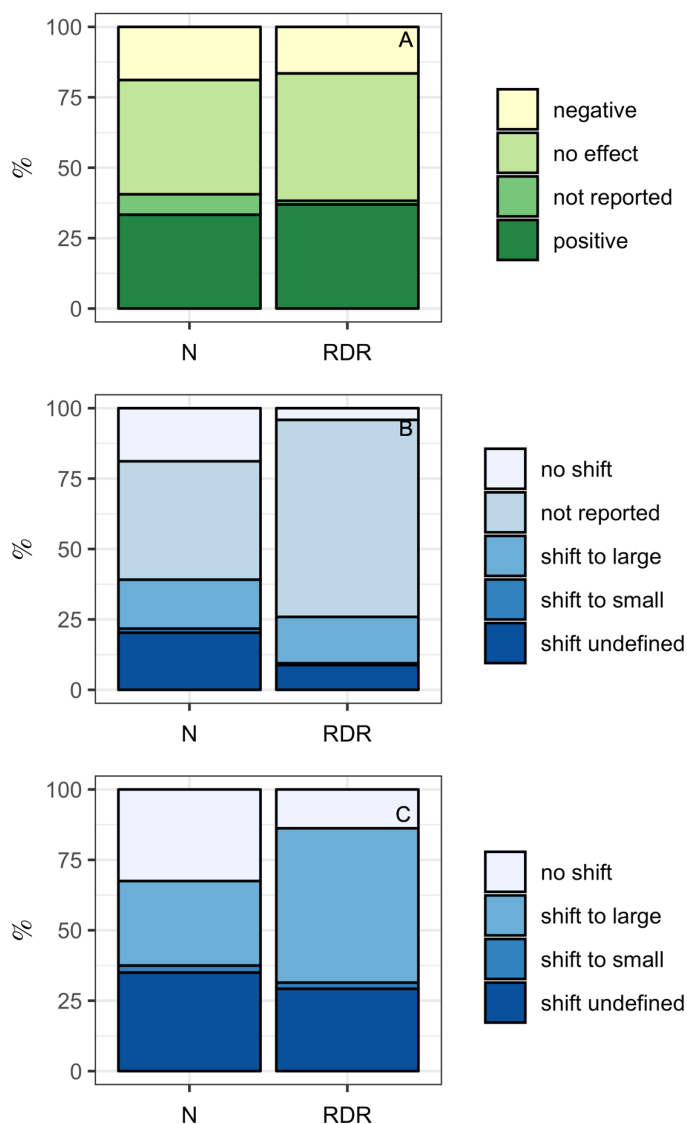 100
75
50
25
0
%
A
N
RDR
negative
no effect
not reported
positive
100
75
50
25
0
%
B
N
RDR
no shift
not reported
shift to large
shift to small
shift undefined
100
75
50
25
0
%
C
N
RDR
no shift
shift to large
shift to small
shift undefined